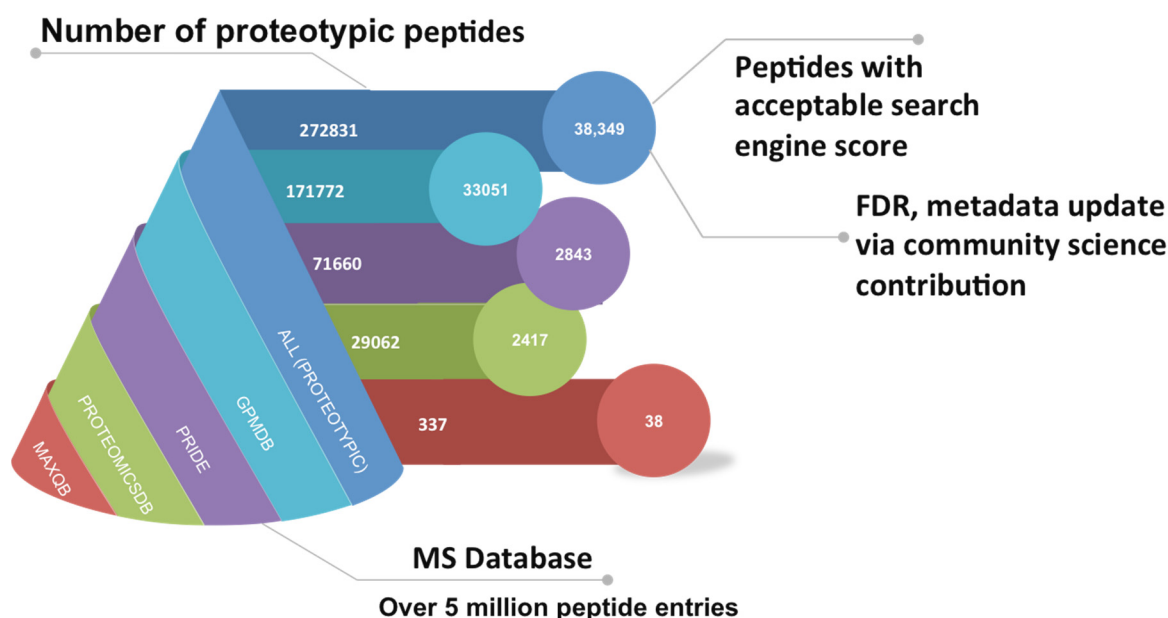 Number of proteotypic peptides
Peptides with
acceptable search
engine score
FDR, metadata update
via community science
contribution
272831
38,349
171772
33051
71660
2843
29062
2417
337
38
ALL (PROTEOTYPIC)
GPMDB
PRIDE
PROTEOMICSDB
MAXQB
MS Database
Over 5 million peptide entries